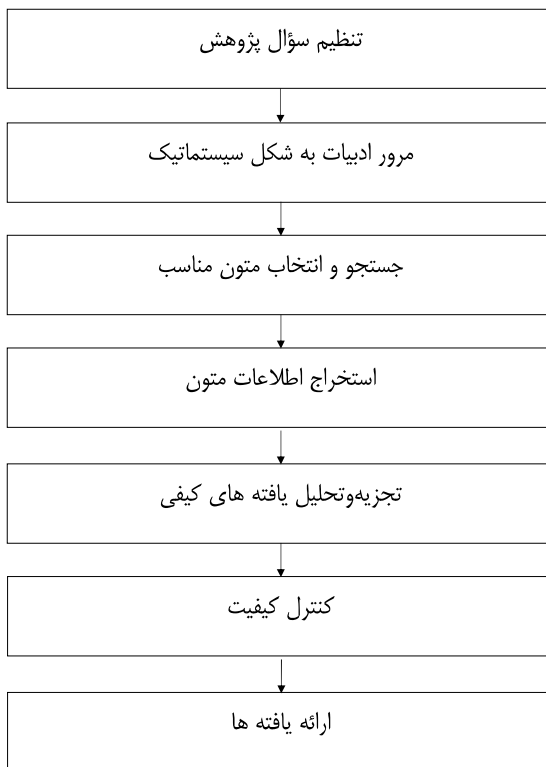 تنظیم سؤال پژوهش
مرور ادبیات به شکل سیستماتیک
جستجو و انتخاب متون مناسب
استخراج اطلاعات متون
تجزیه‌وتحلیل یافته های کیفی
کنترل کیفیت
ارائه یافته ها